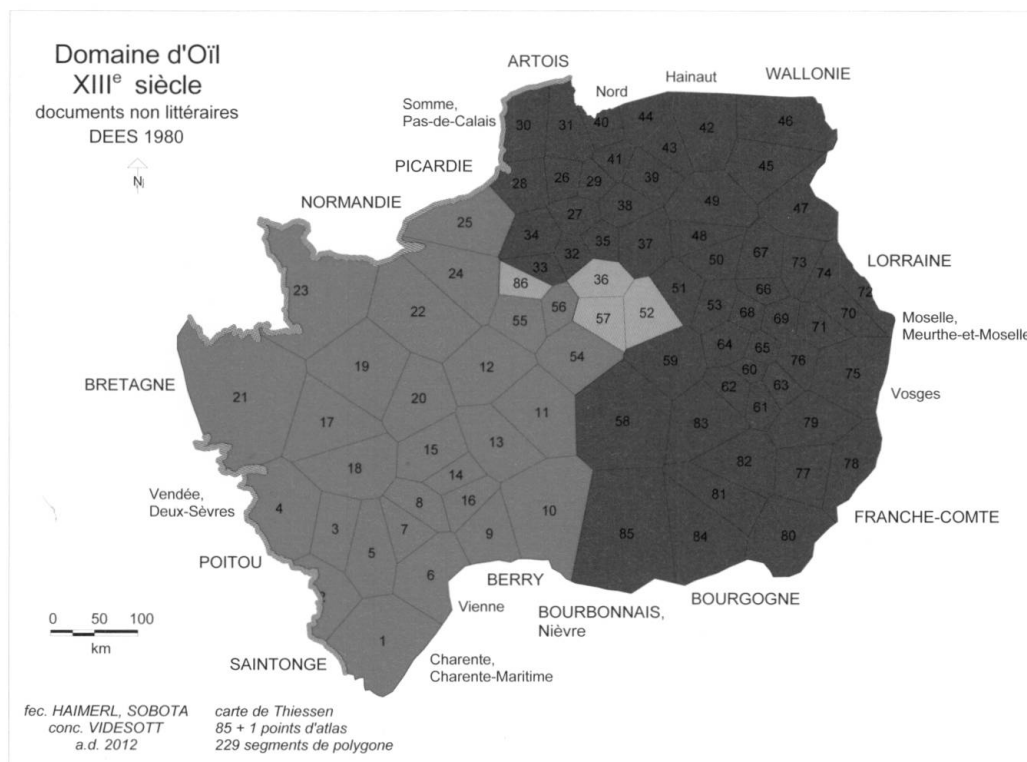 Domaine d'Oïl
XIIIe siècle
documents non littéraires
DEES 1980
N
ARTOIS
Nord
Hainaut
WALLONIE
Somme,
Pas-de-Calais
PICARDIE
NORMANDIE
LORRAINE
Moselle,
Meurthe-et-Moselle
BRETAGNE
Vosges
Vendée,
Deux-Sèvres
FRANCHE-COMTE
POITOU
BERRY
BOURGOGNE
Vienne
BOURBONNAIS,
Nièvre
SAINTONGE
Charente,
Charente-Maritime
30 31 40 44 42 46
41 43 45
28 26 29 39 49 47
25 27 38
34 35 37 48 67 73
24 33 32 50 74
23 86 36 51 66 72
22 55 56 57 52 53 68 69 70
71
64 65 76
19 12 54 59 60 75
21 20 11 62 63
61
17 13 58 83 79
18 15 82 77 78
14 81
4 3 8 16 10
5 7 9 85 84 80
6
2
1
0 50 100
km
fec. HAIMERL, SOBOTA
conc. VIDESOTT
a.d. 2012
carte de Thiessen
85 + 1 points d'atlas
229 segments de polygone